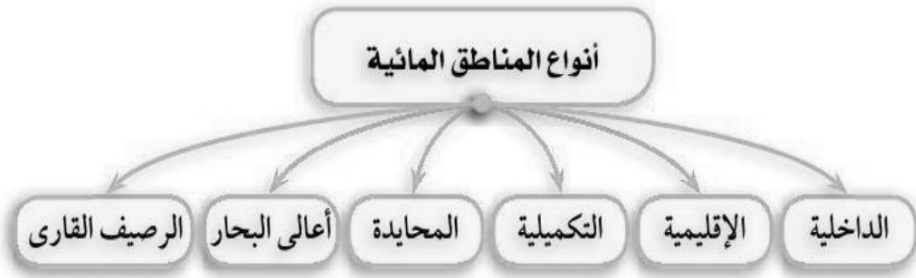 أنواع المناطق المائية
الداخلية
الإقليمية
التكميلية
المحايدة
أعالى البحار
الرصيف القارى